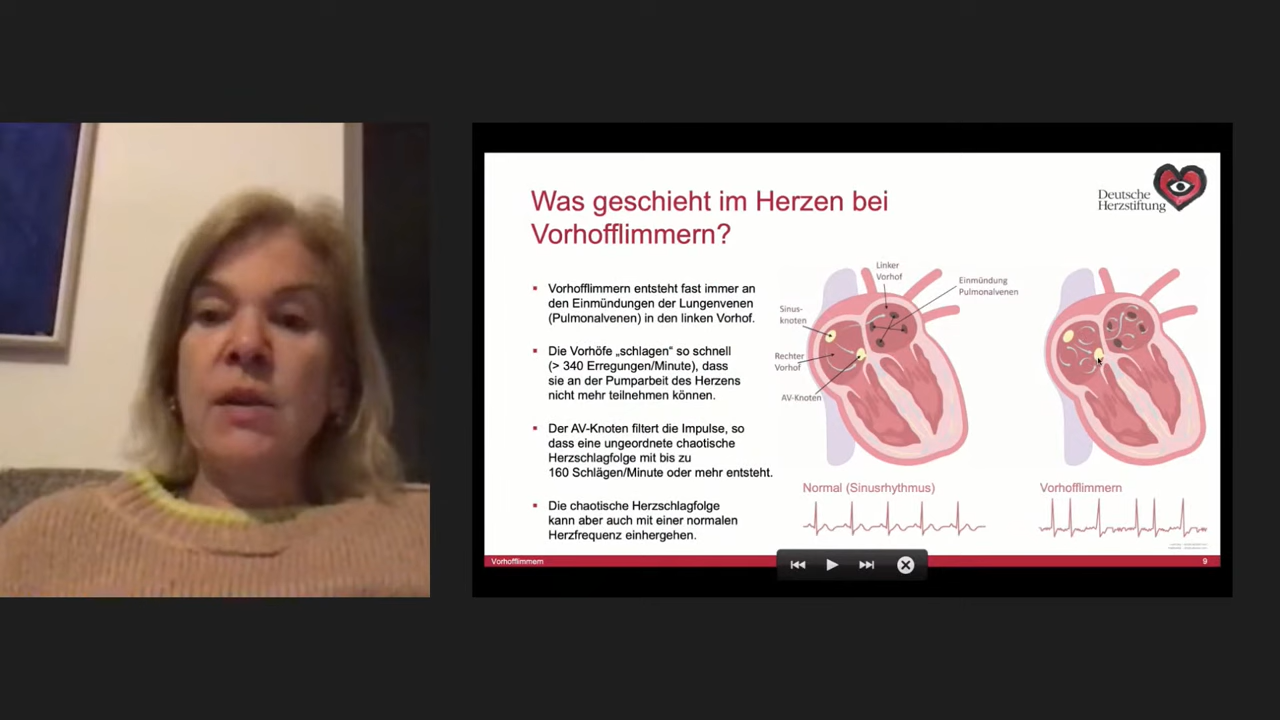 Was geschieht im Herzen bei
Vorhofflimmern?
Deutsche
Herzstiftung
▪ Vorhofflimmern entsteht fast immer an
den Einmündungen der Lungenvenen
(Pulmonalvenen) in den linken Vorhof.
▪ Die Vorhöfe „schlagen“ so schnell
(> 340 Erregungen/Minute), dass
sie an der Pumparbeit des Herzens
nicht mehr teilnehmen können.
▪ Der AV-Knoten filtert die Impulse, so
dass eine ungeordnete chaotische
Herzschlagfolge mit bis zu
160 Schlägen/Minute oder mehr entsteht.
▪ Die chaotische Herzschlagfolge
kann aber auch mit einer normalen
Herzfrequenz einhergehen.
Linker
Vorhof
Einmündung
Pulmonalvenen
Sinus-
knoten
Rechter
Vorhof
AV-Knoten
Normal (Sinusrhythmus)
Vorhofflimmern
Vorhofflimmern
9